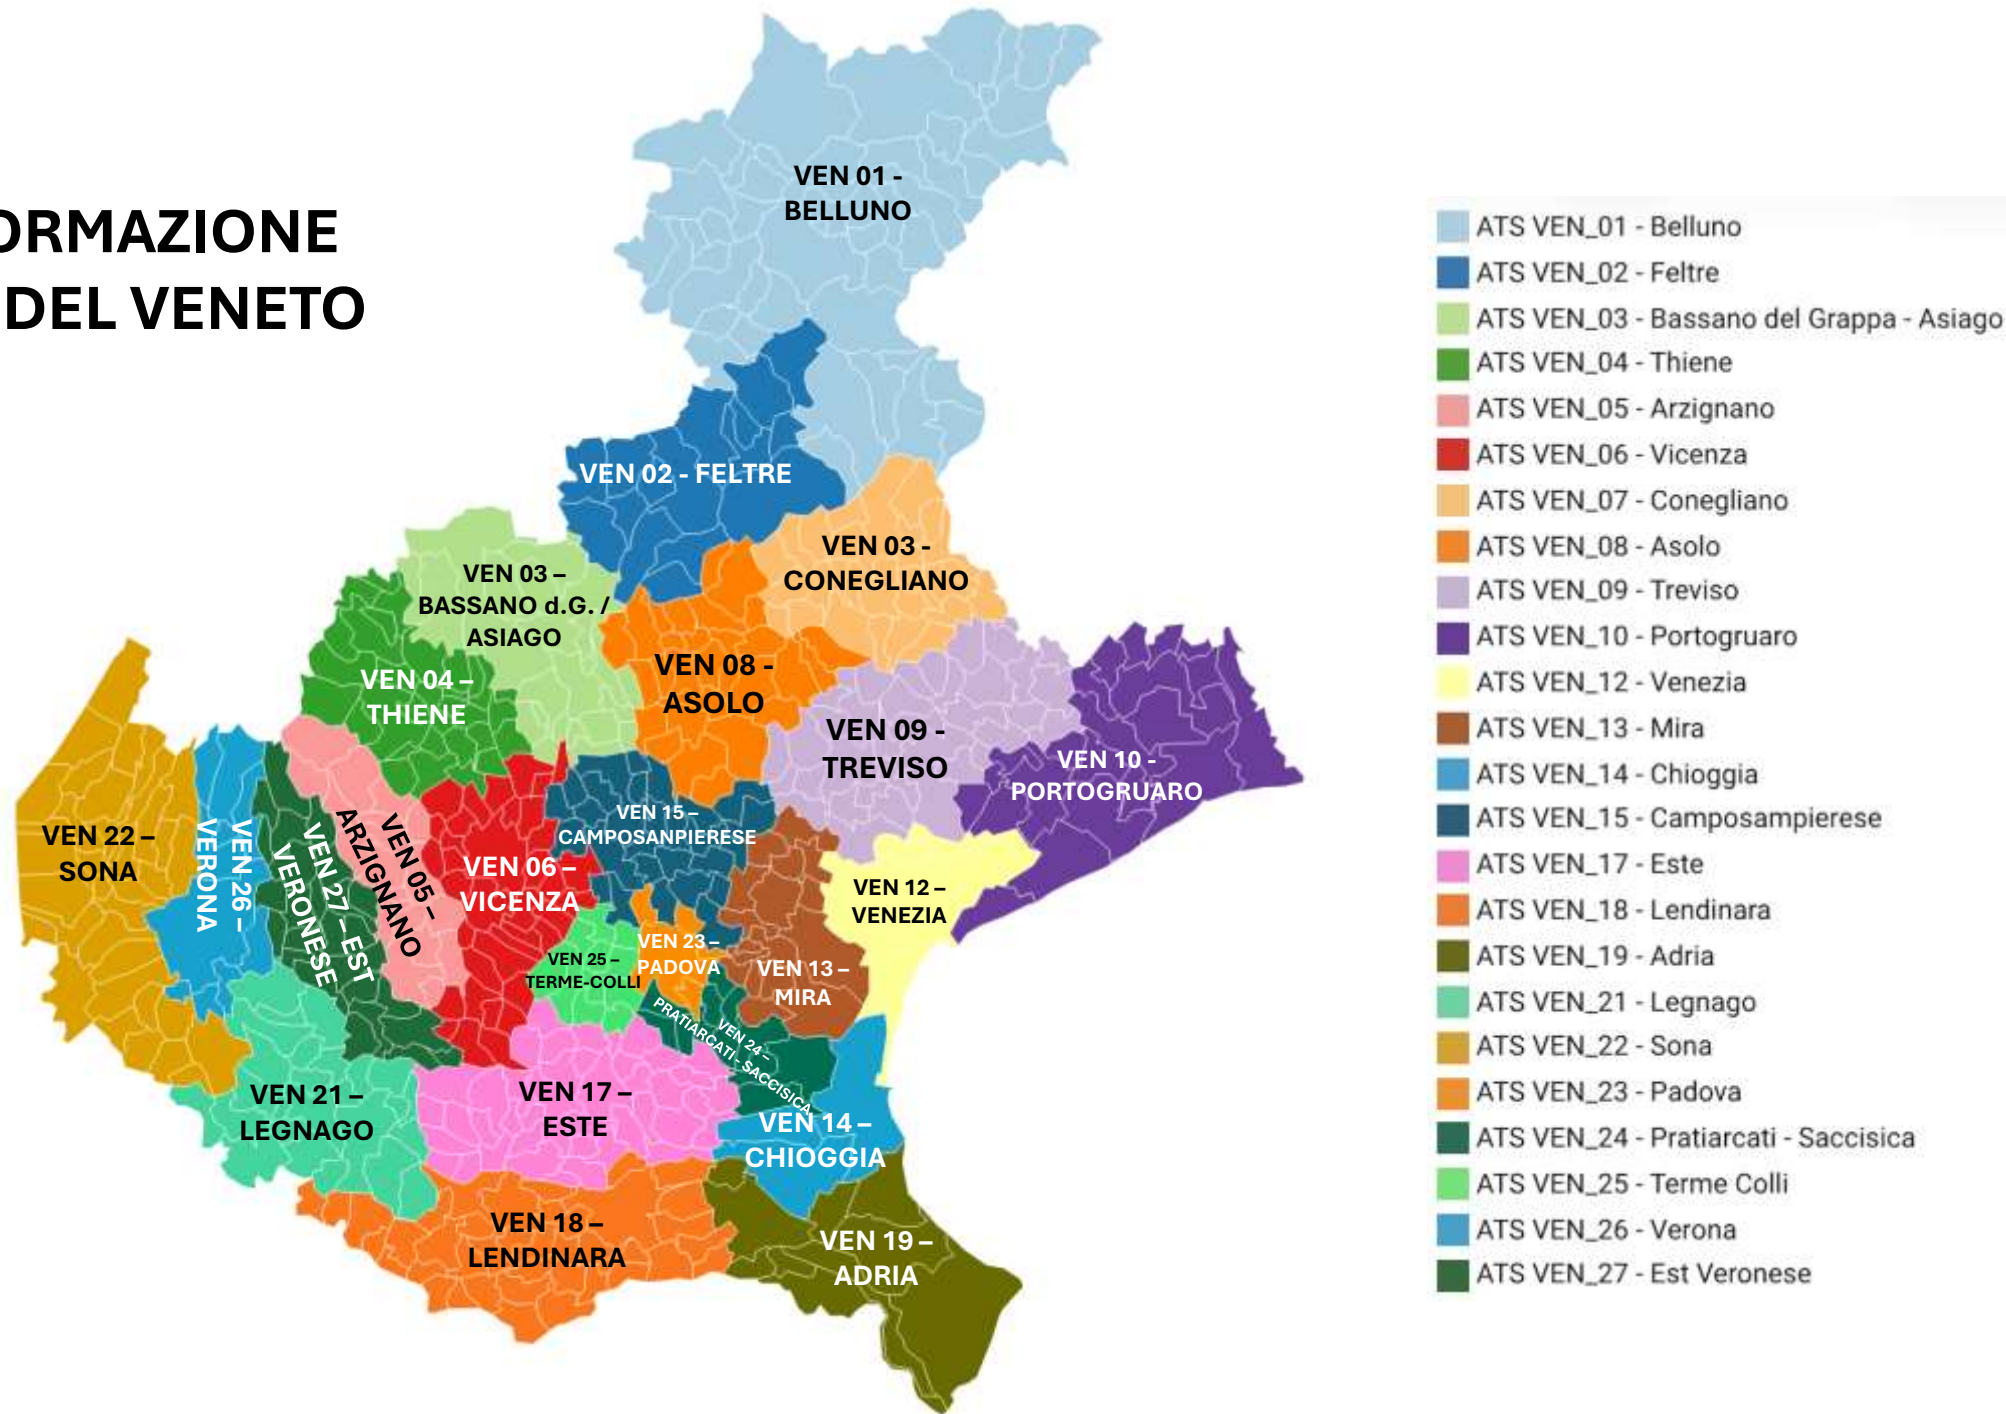 ORMAZIONE
DEL VENETO
VEN 01 -
BELLUNO
VEN 02 - FELTRE
VEN 03 -
CONEGLIANO
VEN 03 –
BASSANO d.G. /
ASIAGO
VEN 04 –
THIENE
VEN 08 -
ASOLO
VEN 09 -
TREVISO
VEN 10 -
PORTOGRUARO
VEN 15 –
CAMPOSANPIERESE
VEN 22 –
SONA
VEN 26 –
VERONA
VEN 27 – EST
VERONESE
VEN 05 –
ARZIGNANO
VEN 06 –
VICENZA
VEN 12 –
VENEZIA
VEN 23 –
PADOVA
VEN 25 –
TERME-COLLI
VEN 13 –
MIRA
VEN 24 –
PRATIARCATI - SACCISICA
VEN 21 –
LEGNAGO
VEN 17 –
ESTE
VEN 14 –
CHIOGGIA
VEN 18 –
LENDINARA
VEN 19 –
ADRIA
ATS VEN_01 - Belluno
ATS VEN_02 - Feltre
ATS VEN_03 - Bassano del Grappa - Asiago
ATS VEN_04 - Thiene
ATS VEN_05 - Arzignano
ATS VEN_06 - Vicenza
ATS VEN_07 - Conegliano
ATS VEN_08 - Asolo
ATS VEN_09 - Treviso
ATS VEN_10 - Portogruaro
ATS VEN_12 - Venezia
ATS VEN_13 - Mira
ATS VEN_14 - Chioggia
ATS VEN_15 - Camposampierese
ATS VEN_17 - Este
ATS VEN_18 - Lendinara
ATS VEN_19 - Adria
ATS VEN_21 - Legnago
ATS VEN_22 - Sona
ATS VEN_23 - Padova
ATS VEN_24 - Pratiarcati - Saccisica
ATS VEN_25 - Terme Colli
ATS VEN_26 - Verona
ATS VEN_27 - Est Veronese